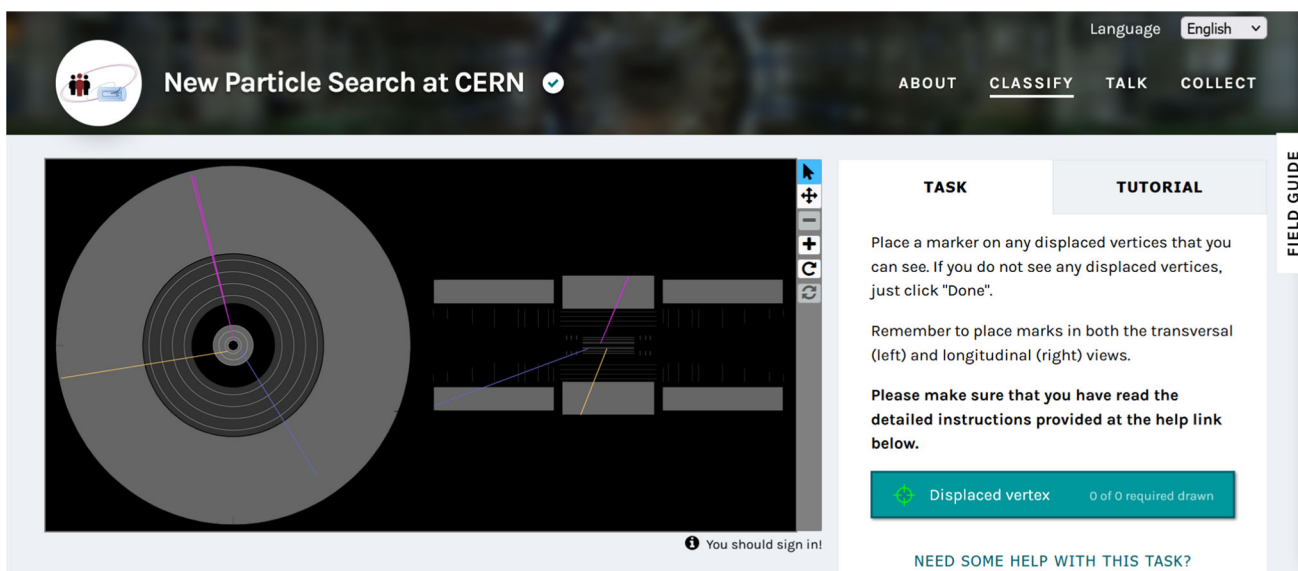 Language English
New Particle Search at CERN
ABOUT CLASSIFY TALK COLLECT
FIELD GUIDE
TASK TUTORIAL
Place a marker on any displaced vertices that you
can see. If you do not see any displaced vertices,
just click "Done".
Remember to place marks in both the transversal
(left) and longitudinal (right) views.
Please make sure that you have read the
detailed instructions provided at the help link
below.
Displaced vertex 0 of 0 required drawn
You should sign in!
NEED SOME HELP WITH THIS TASK?